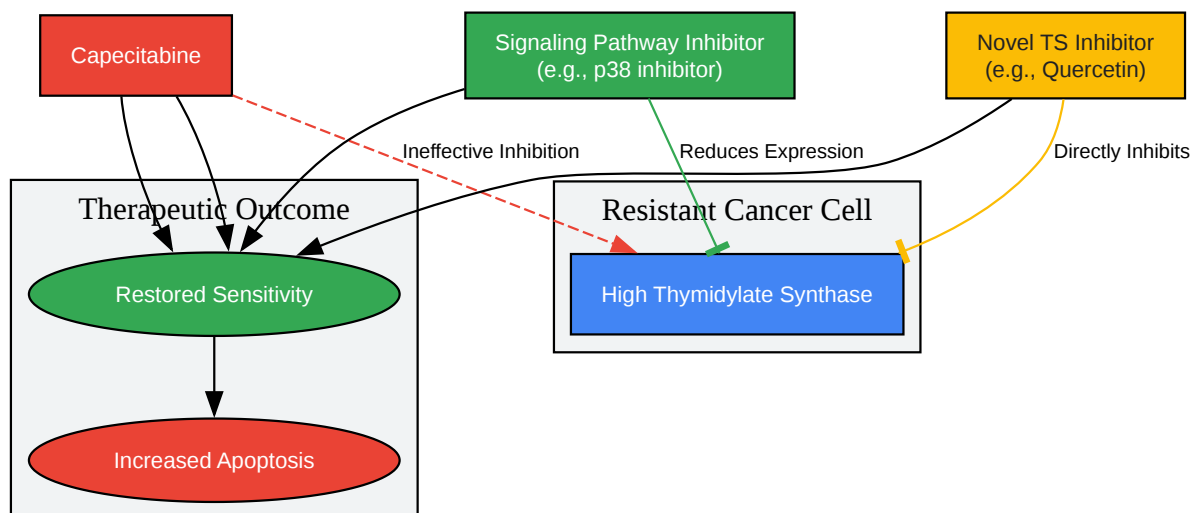 Capecitabine
Signaling Pathway Inhibitor
(e.g., p38 inhibitor)
Novel TS Inhibitor
(e.g., Quercetin)
Ineffective Inhibition
Reduces Expression
Directly Inhibits
Therapeutic Outcome
Resistant Cancer Cell
Restored Sensitivity
High Thymidylate Synthase
Increased Apoptosis